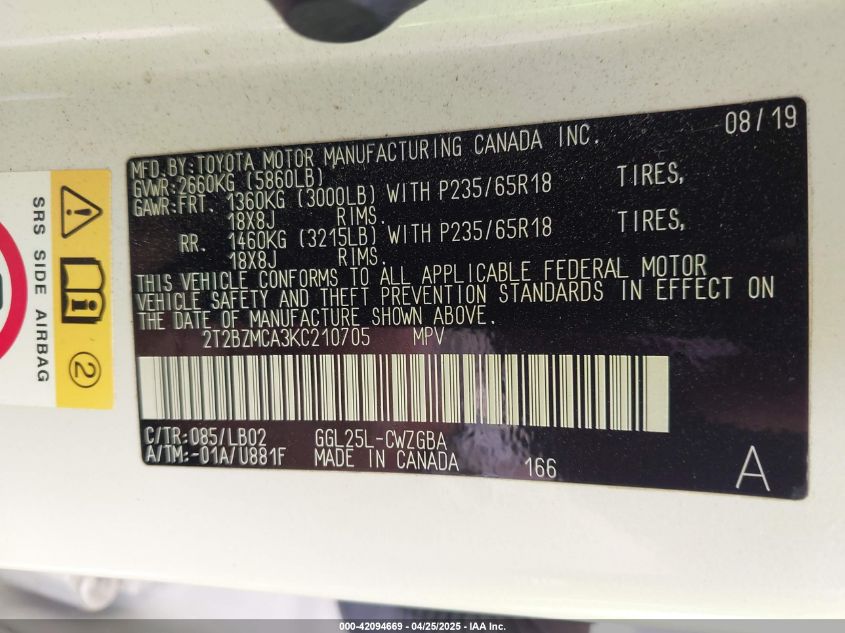 08/19
MFD.BY:TOYOTA MOTOR MANUFACTURING CANADA INC.
GVWR:2660KG (5860LB)
GAWR:FRT. 1360KG (3000LB) WITH P235/65R18 TIRES,
18X8J RIMS.
RR. 1460KG (3215LB) WITH P235/65R18 TIRES,
18X8J RIMS.
THIS VEHICLE CONFORMS TO ALL APPLICABLE FEDERAL MOTOR
VEHICLE SAFETY AND THEFT PREVENTION STANDARDS IN EFFECT ON
THE DATE OF MANUFACTURE SHOWN ABOVE.
2T2BZMCA3KC210705 MPV
C/TR:085/LB02 GGL25L-CWZGBA
A/TM:-01A/U881F MADE IN CANADA 166 A
SRS SIDE AIRBAG
2
000-42094669 - 04/25/2025 - IAA Inc.